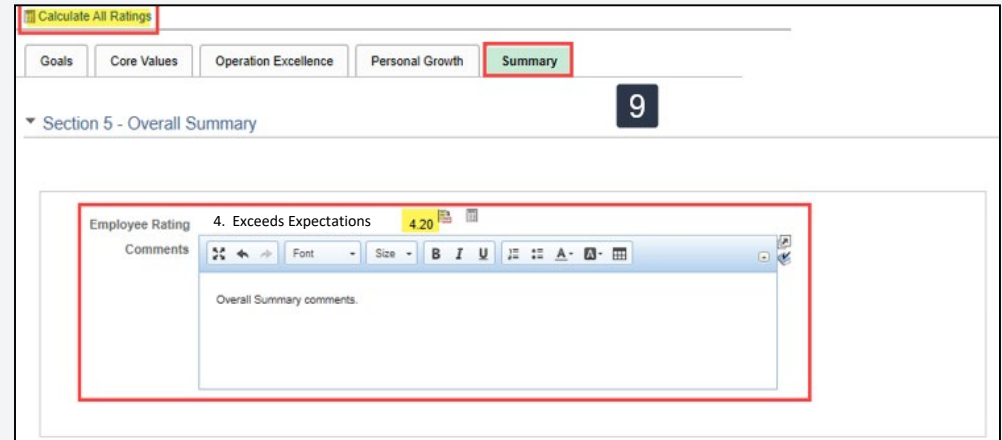 Calculate All Ratings
Goals Core Values Operation Excellence Personal Growth Summary
9
Section 5 - Overall Summary
Employee Rating 4. Exceeds Expectations 4.20
Comments
Font Size B I U A A
Overall Summary comments.